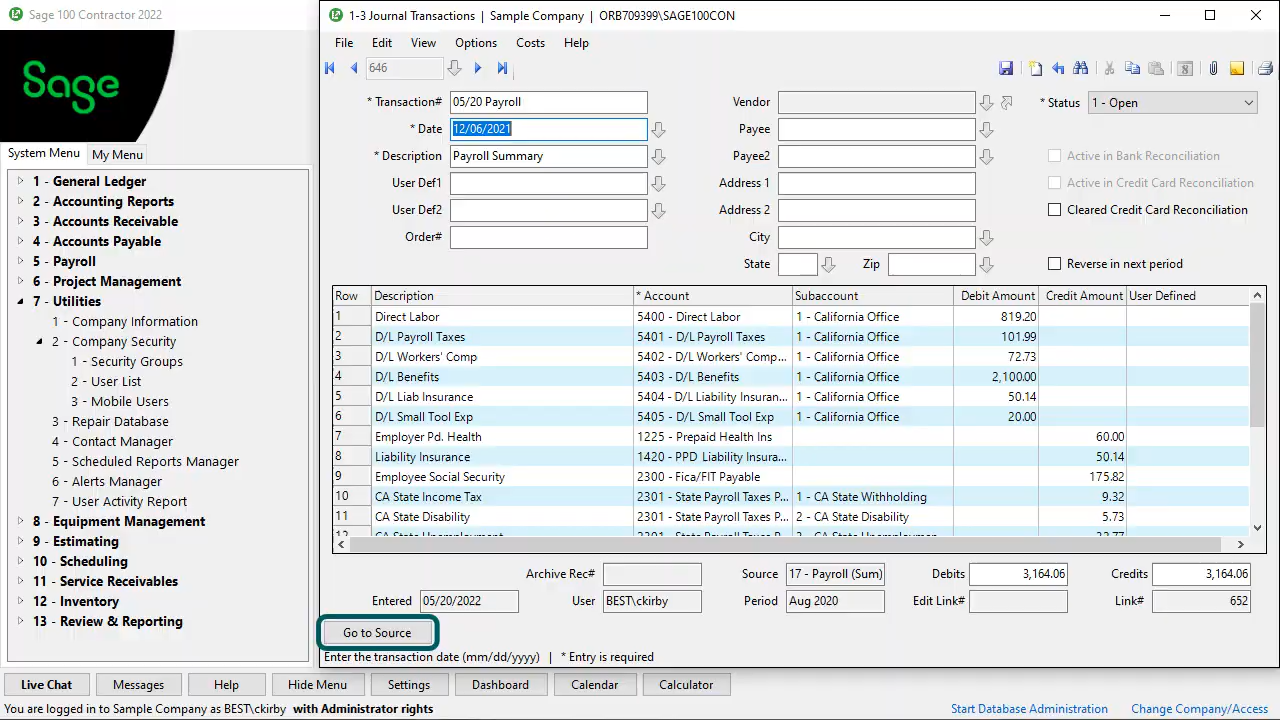 Sage 100 Contractor 2022
Sage
System Menu
My Menu
1 - General Ledger
2 - Accounting Reports
3 - Accounts Receivable
4 - Accounts Payable
5 - Payroll
6 - Project Management
7 - Utilities
1 - Company Information
2 - Company Security
1 - Security Groups
2 - User List
3 - Mobile Users
3 - Repair Database
4 - Contact Manager
5 - Scheduled Reports Manager
6 - Alerts Manager
7 - User Activity Report
8 - Equipment Management
9 - Estimating
10 - Scheduling
11 - Service Receivables
12 - Inventory
13 - Review & Reporting
1-3 Journal Transactions | Sample Company | ORB709399\SAGE100CON
File Edit View Options Costs Help
646
8
* Transaction# 05/20 Payroll
* Date 12/06/2021
* Description Payroll Summary
User Def1
User Def2
Order#
Vendor
Payee
Payee2
Address 1
Address 2
City
State Zip
* Status 1 - Open
Active in Bank Reconciliation
Active in Credit Card Reconciliation
Cleared Credit Card Reconciliation
Reverse in next period
Row Description * Account Subaccount Debit Amount Credit Amount User Defined
1 Direct Labor 5400 - Direct Labor 1 - California Office 819.20
2 D/L Payroll Taxes 5401 - D/L Payroll Taxes 1 - California Office 101.99
3 D/L Workers' Comp 5402 - D/L Workers' Comp... 1 - California Office 72.73
4 D/L Benefits 5403 - D/L Benefits 1 - California Office 2,100.00
5 D/L Liab Insurance 5404 - D/L Liability Insuran... 1 - California Office 50.14
6 D/L Small Tool Exp 5405 - D/L Small Tool Exp 1 - California Office 20.00
7 Employer Pd. Health 1225 - Prepaid Health Ins 60.00
8 Liability Insurance 1420 - PPD Liability Insura... 50.14
9 Employee Social Security 2300 - Fica/FIT Payable 175.82
10 CA State Income Tax 2301 - State Payroll Taxes P... 1 - CA State Withholding 9.32
11 CA State Disability 2301 - State Payroll Taxes P... 2 - CA State Disability 5.73
Archive Rec# Source 17 - Payroll (Sum) Debits 3,164.06 Credits 3,164.06
Entered 05/20/2022 User BEST\ckirby Period Aug 2020 Edit Link# Link# 652
Go to Source
Enter the transaction date (mm/dd/yyyy) | * Entry is required
Live Chat Messages Help Hide Menu Settings Dashboard Calendar Calculator
You are logged in to Sample Company as BEST\ckirby with Administrator rights
Start Database Administration Change Company/Access